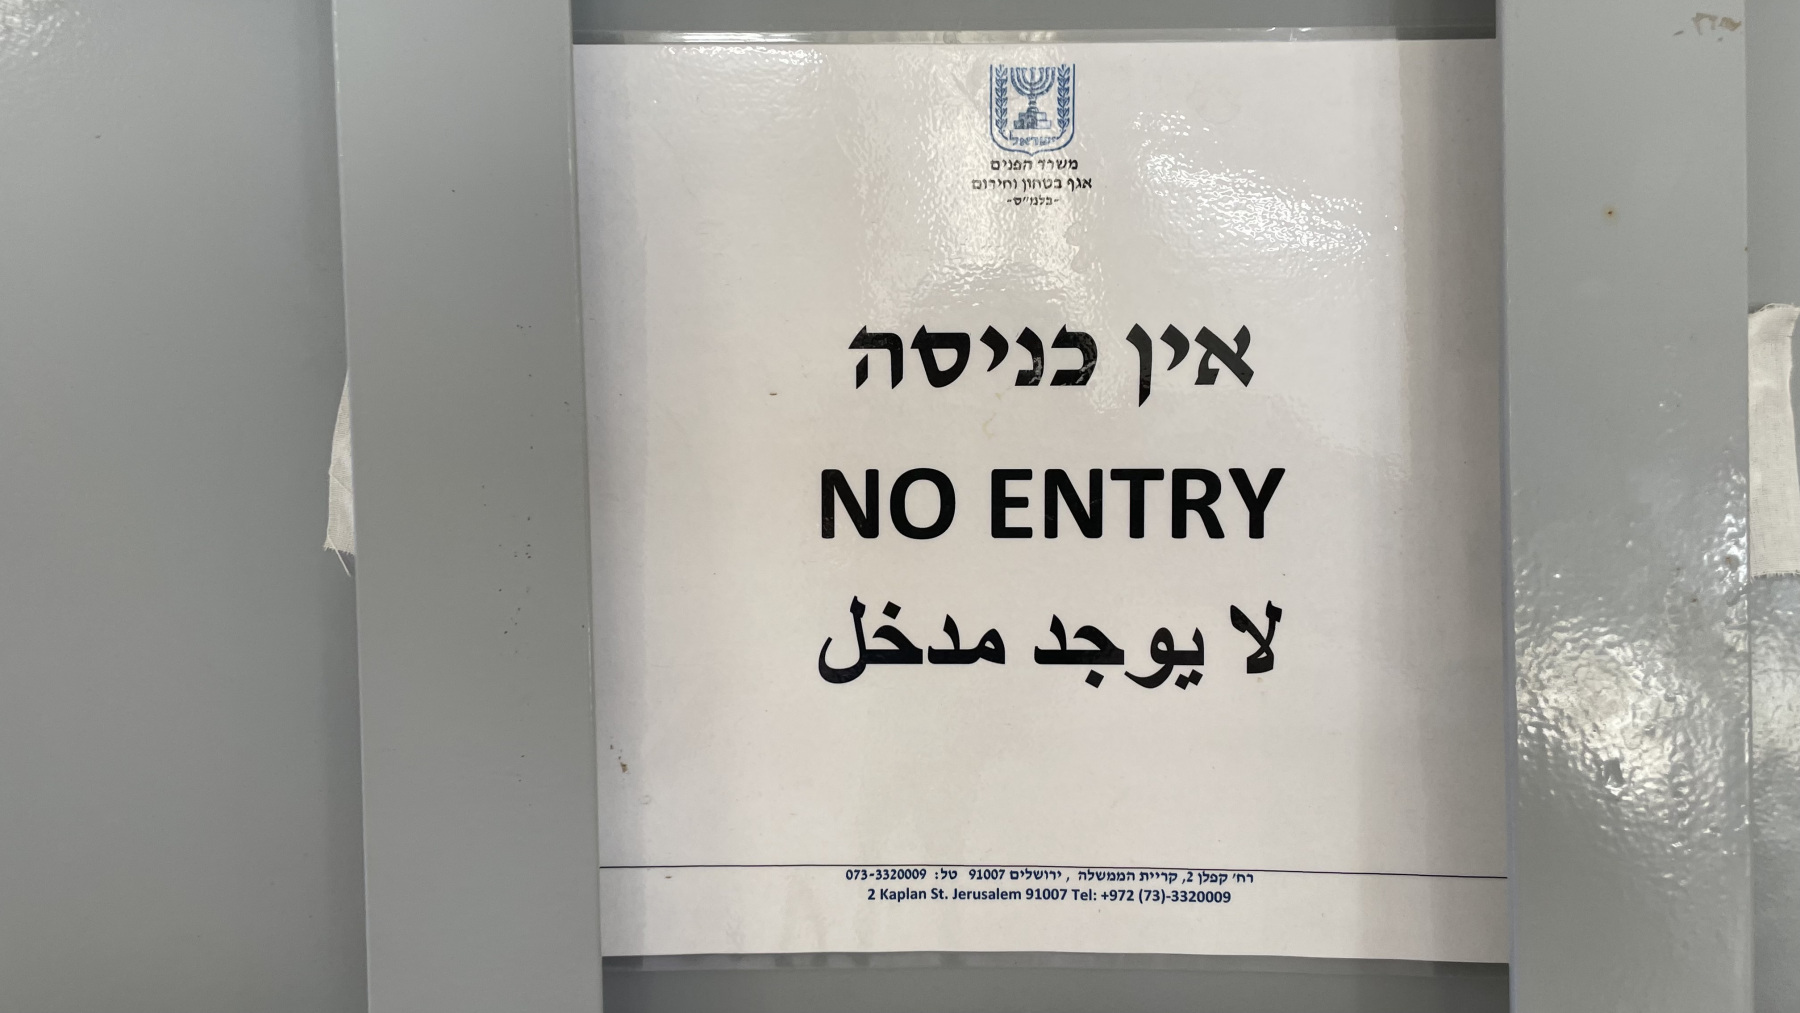 ישראל
משרד הפנים
אגף בטחון וחירום
-בלמ"ס-
אין כניסה
NO ENTRY
لا يوجد مدخل
רח' קפלן 2, קריית הממשלה , ירושלים 91007 טל: 073-3320009
2 Kaplan St. Jerusalem 91007 Tel: +972 (73)-3320009